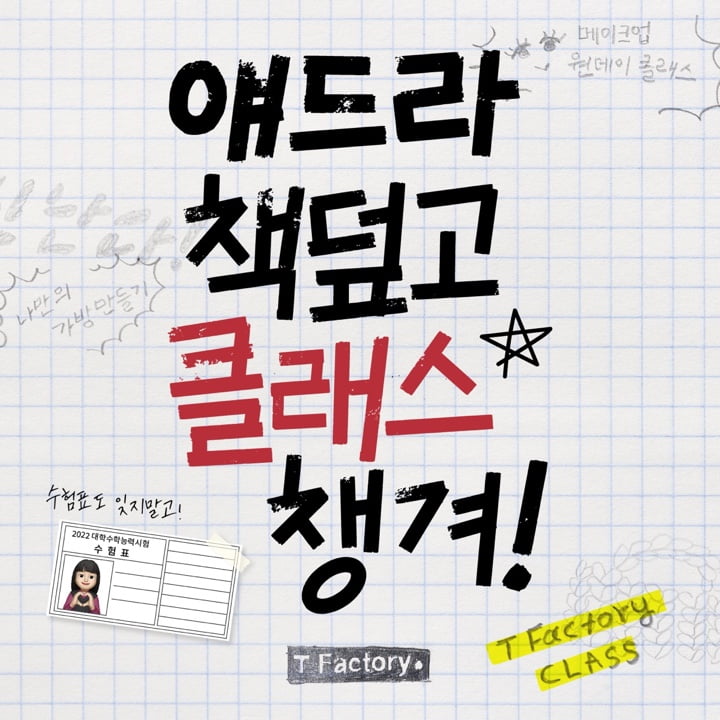 메이크업
원데이 클래스
얘드라
책덮고
클래스
챙겨!
나만의
가방만들기
수험표도 잊지말고!
2022 대학수학능력시험
수 험 표
T Factory.
T Factory
CLASS